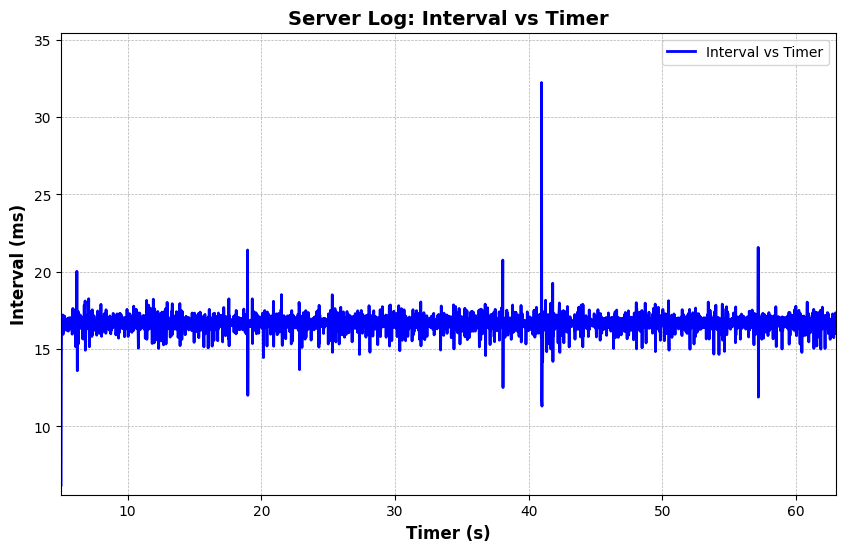 Server Log: Interval vs Timer
Interval vs Timer
35
30
25
20
15
10
Interval (ms)
10 20 30 40 50 60
Timer (s)